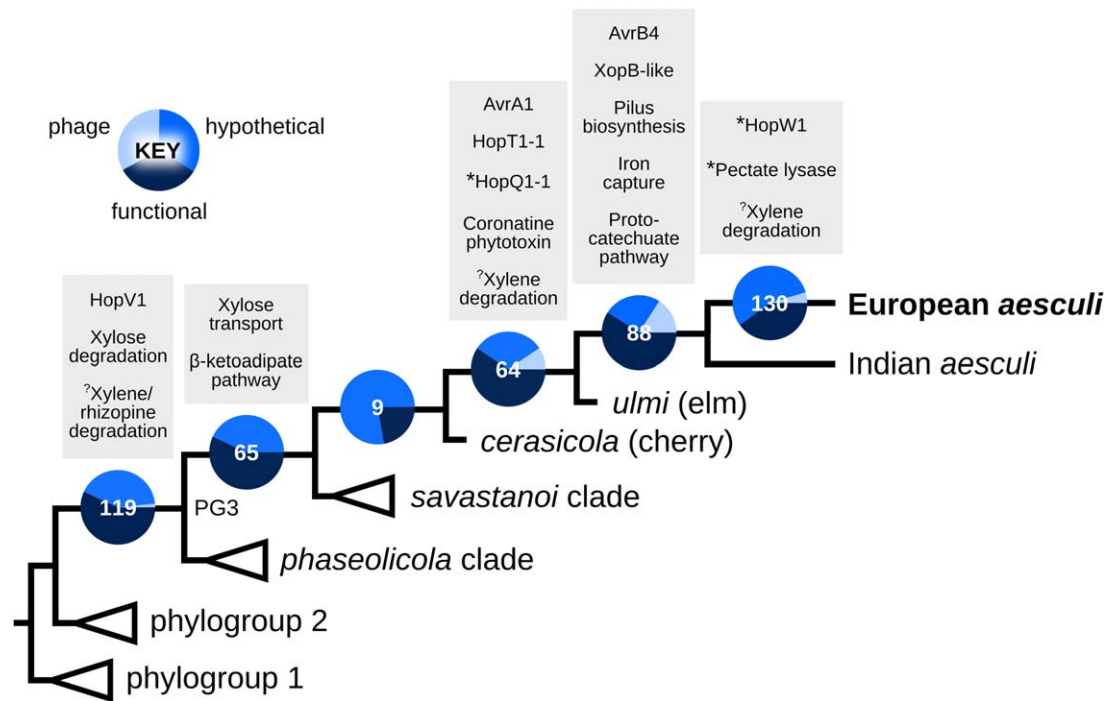 phage
KEY
hypothetical
functional
HopV1
Xylose
degradation
?Xylene/
rhizopine
degradation
Xylose
transport
β-ketoadipate
pathway
AvrA1
HopT1-1
*HopQ1-1
Coronatine
phytotoxin
?Xylene
degradation
AvrB4
XopB-like
Pilus
biosynthesis
Iron
capture
Proto-
catechuate
pathway
*HopW1
*Pectate lysase
?Xylene
degradation
130
European aesculi
88
Indian aesculi
64
ulmi (elm)
9
cerasicola (cherry)
65
savastanoi clade
119
PG3
phaseolicola clade
phylogroup 2
phylogroup 1